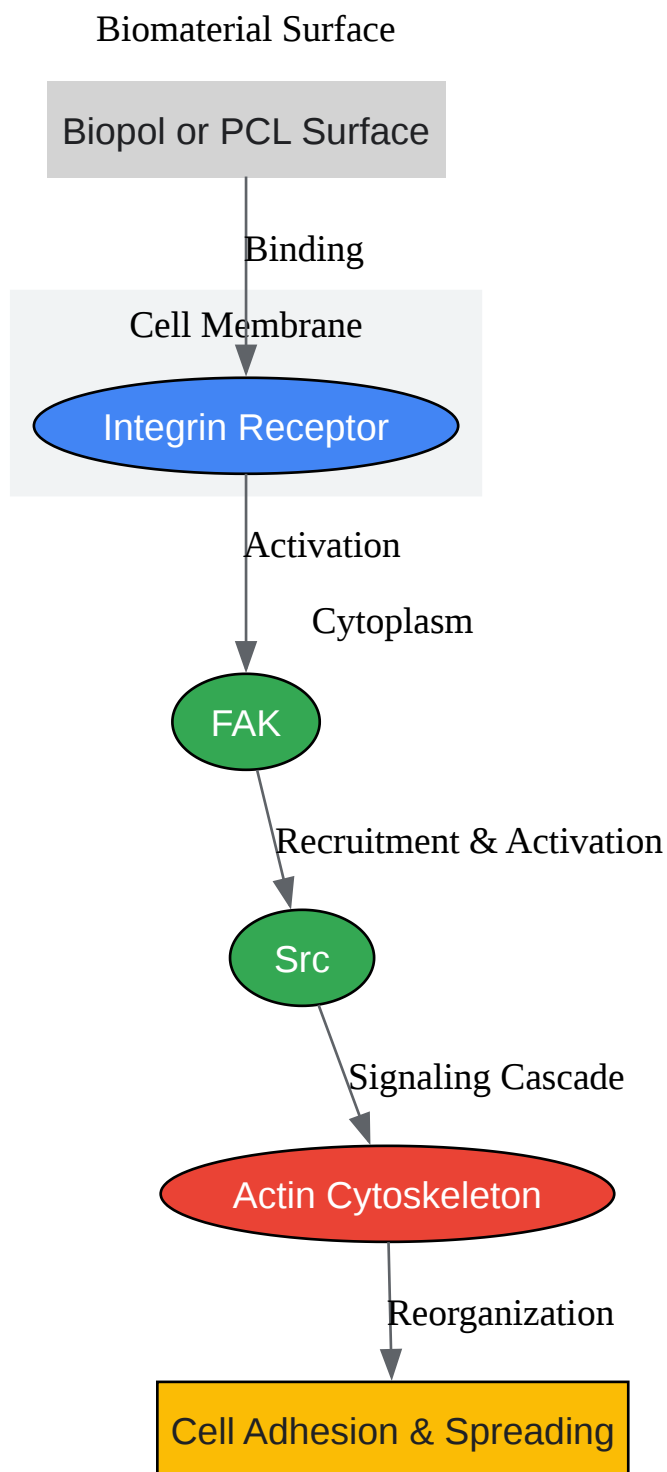 Biomaterial Surface
Biopol or PCL Surface
Binding
Cell Membrane
Integrin Receptor
Activation
Cytoplasm
FAK
Recruitment & Activation
Src
Signaling Cascade
Actin Cytoskeleton
Reorganization
Cell Adhesion & Spreading